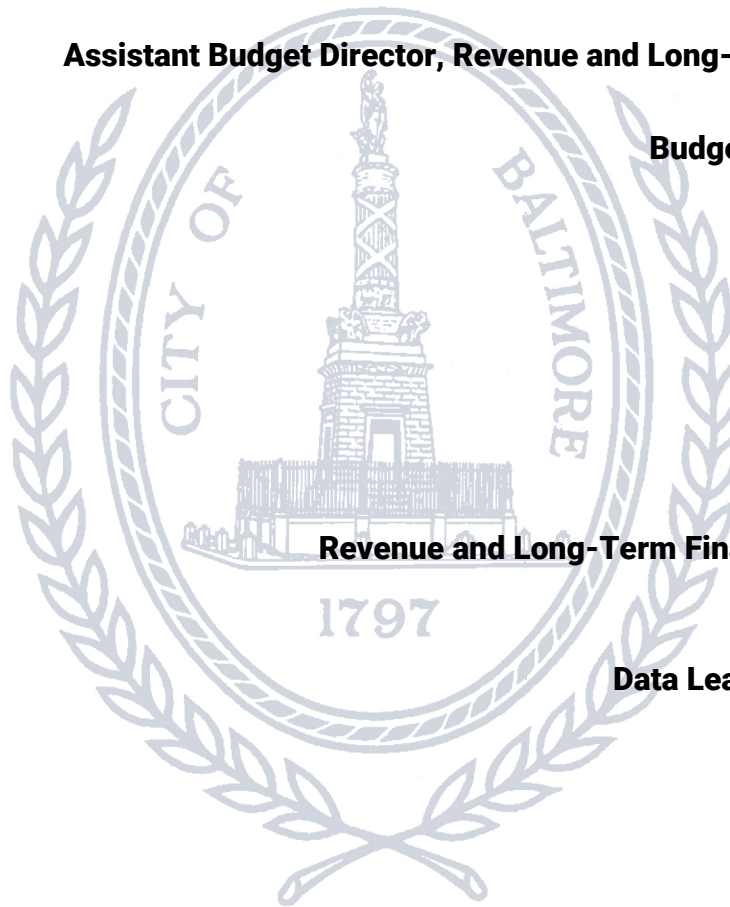 Assistant Budget Director, Revenue and Long-
Budge
CITY OF BALTIMORE
Revenue and Long-Term Fin
1797
Data Lea